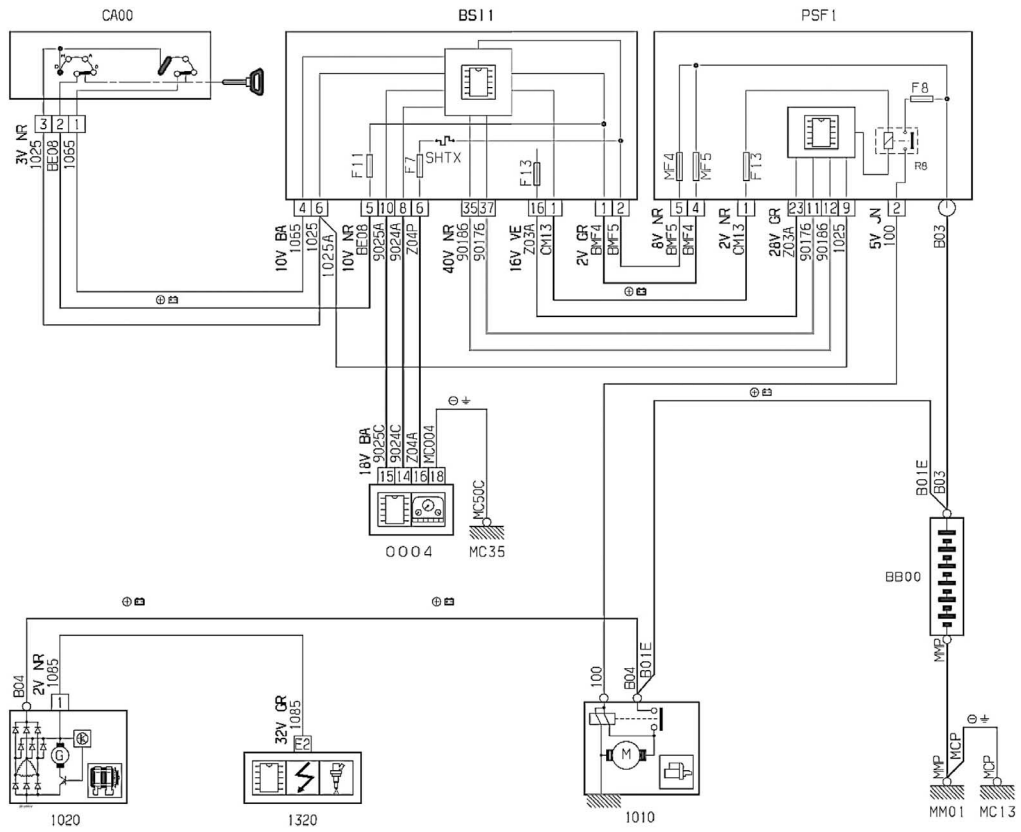 CA00 BSI1 PSF1
H A D 0
F8
R8
F11 F7 SHTX F13 MF4 MF5 F13
3 2 1
3V NR 1025 BE08 1065
4 6 5 10 8 6 35 37 16 1 1 2 5 4 1 23 11 12 9 2
10V BA 1065 1025 1025A 10V NR BE08 9025A 9024A Z04P 40V NR 90186 90176 16V VE Z03A CM13 2V GR BMF4 BMF5 8V NR BMF5 BMF4 2V NR CM13 28V GR Z03A 90176 90186 1025 5V JN 100 B03
18V BA 9025C 9024C Z04A MC004
15 14 16 18
MC50C
0004 MC35
B01E B03
BB00
MMP
B04 2V NR 1085
1
32V GR 1085
E2
100 B04 B01E
G
M
MMP MCP MCP
1020 1320 1010 MM01 MC13